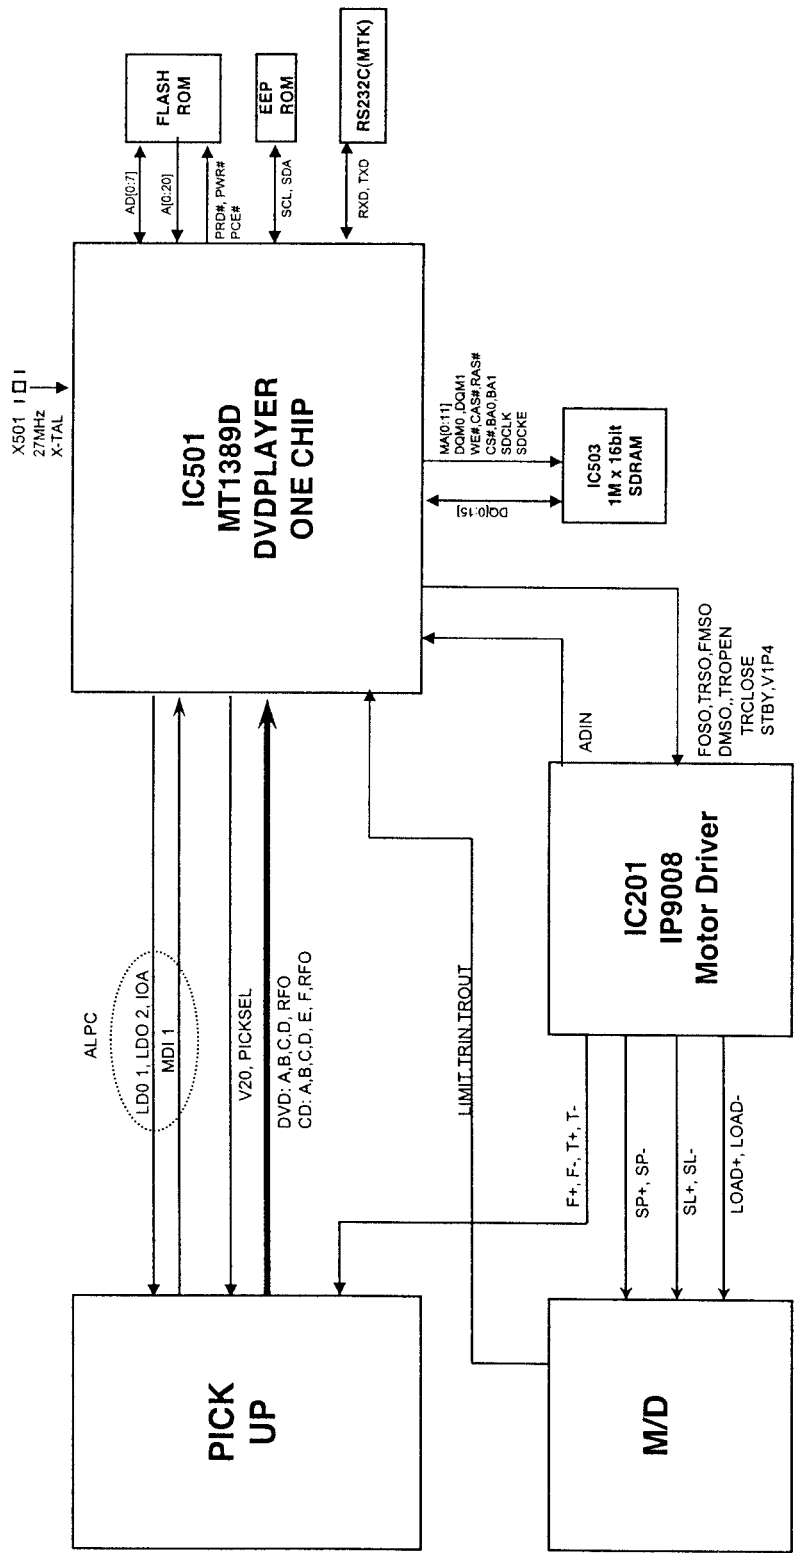 X501
27MHz
X-TAL
AD[0:7]
A[0:20]
PRD#, PWR#
PCE#
FLASH
ROM
SCL, SDA
EEP
ROM
RXD, TXD
RS232C(MTK)
IC501
MT1389D
DVDPLAYER
ONE CHIP
MA[0:11]
DQM0 ,DQM1
WE#,CAS#,RAS#
CS#,BA0,BA1
SDCLK
SDCKE
DQ[0:15]
IC503
1M x 16bit
SDRAM
ALPC
LD0 1, LDO 2, IOA
MDI 1
V20, PICKSEL
DVD: A,B,C,D, RFO
CD: A,B,C,D, E, F,RFO
PICK
UP
LIMIT,TRIN,TROUT
ADIN
FOSO,TRSO,FMSO
DMSO,,TROPEN
TRCLOSE
STBY,V1P4
IC201
IP9008
Motor Driver
F+, F-, T+, T-
SP+, SP-
SL+, SL-
LOAD+, LOAD-
M/D